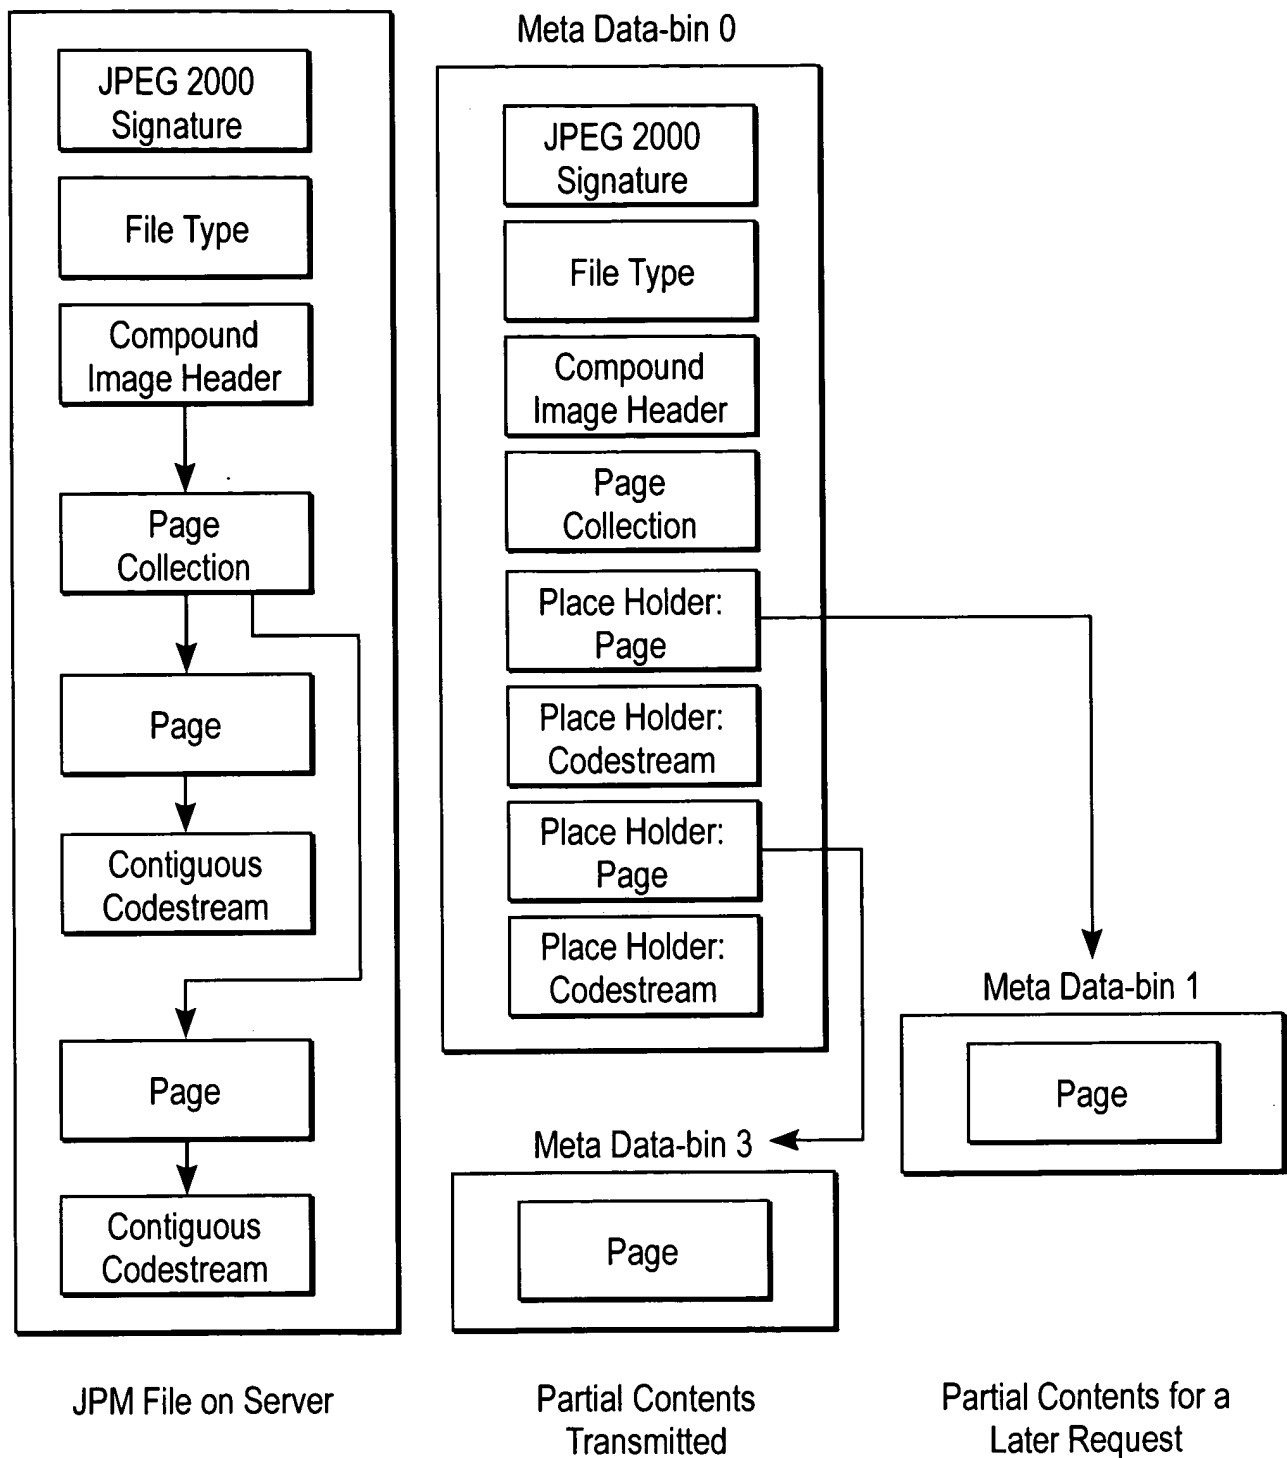 JPEG 2000
Signature
File Type
Compound
Image Header
Page
Collection
Page
Contiguous
Codestream
Page
Contiguous
Codestream
JPM File on Server
Meta Data-bin 0
JPEG 2000
Signature
File Type
Compound
Image Header
Page
Collection
Place Holder:
Page
Place Holder:
Codestream
Place Holder:
Page
Place Holder:
Codestream
Meta Data-bin 3
Page
Partial Contents
Transmitted
Meta Data-bin 1
Page
Partial Contents for a
Later Request